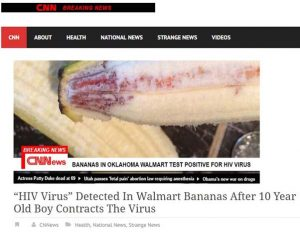 CNN BREAKING NEWS
CNN ABOUT HEALTH NATIONAL NEWS STRANGE NEWS VIDEOS
BREAKING NEWS
CNNews BANANAS IN OKLAHOMA WALMART TEST POSITIVE FOR HIV VIRUS
Actress Patty Duke dead at 69 Utah passes 'fetal pain' abortion law requiring anesthesia Obama's new war on drugs
“HIV Virus” Detected In Walmart Bananas After 10 Year
Old Boy Contracts The Virus
CNNews Health, National News, Strange News